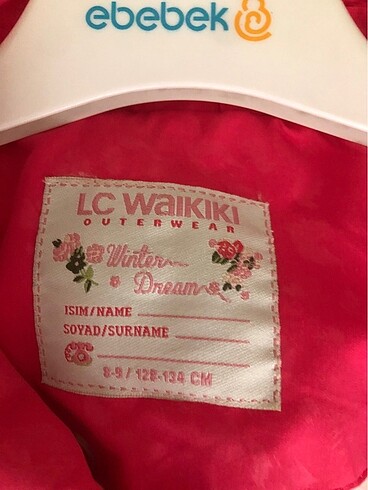 ebebek
LC WAIKIKI
OUTERWEAR
Winter
Dream
ISIM/NAME
SOYAD/SURNAME
8-9 / 128-134 CM